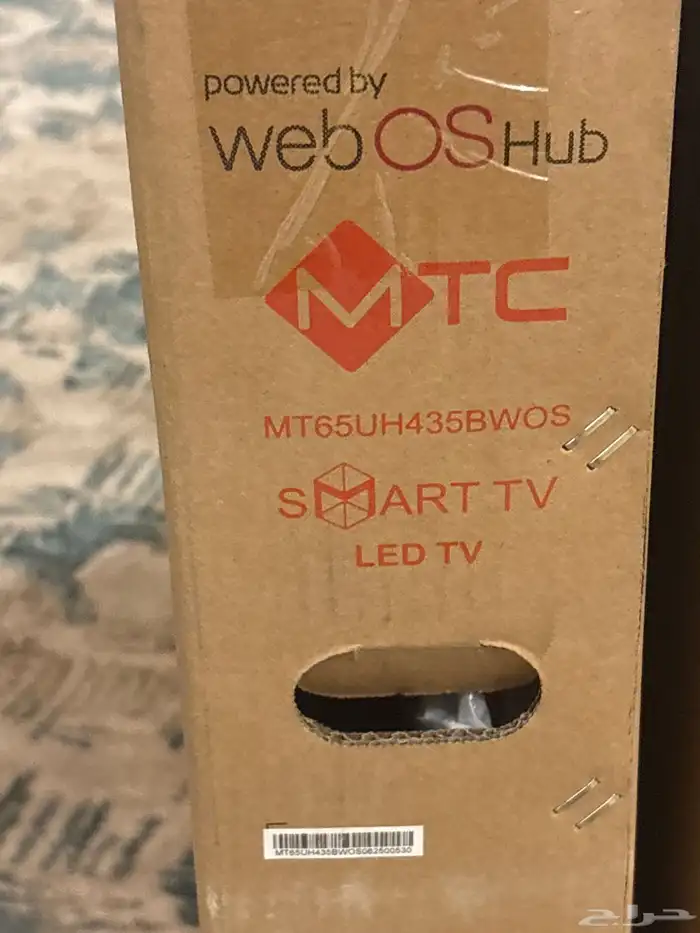 powered by
webOS Hub
MTC
MT65UH435BWOS
SMART TV
LED TV
MT65UH435BWOS062500530
حراج